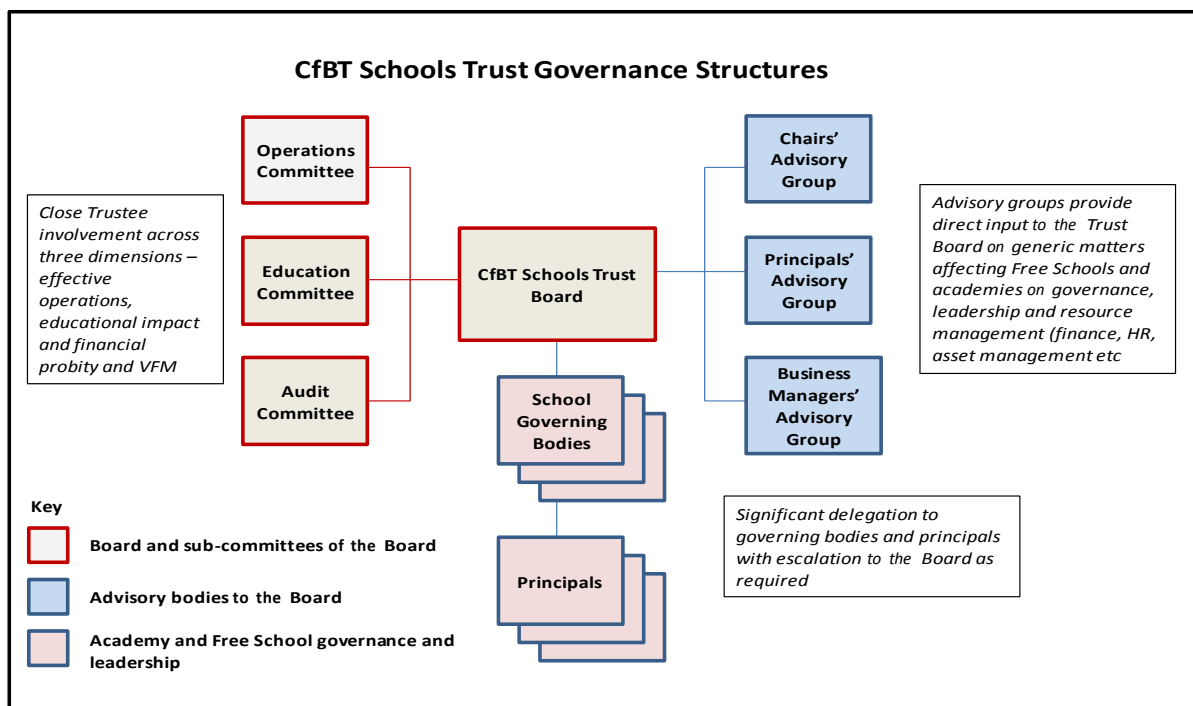 CfBT Schools Trust Governance Structures
Operations
Committee
Education
Committee
Audit
Committee
Close Trustee
involvement across
three dimensions –
effective
operations,
educational impact
and financial
probity and VFM
CfBT Schools Trust
Board
School
Governing
Bodies
Principals
Chairs’
Advisory
Group
Principals’
Advisory
Group
Business
Managers’
Advisory
Group
Advisory groups provide
direct input to the Trust
Board on generic matters
affecting Free Schools and
academies on governance,
leadership and resource
management (finance, HR,
asset management etc
Significant delegation to
governing bodies and principals
with escalation to the Board as
required
Key
Board and sub-committees of the Board
Advisory bodies to the Board
Academy and Free School governance and
leadership